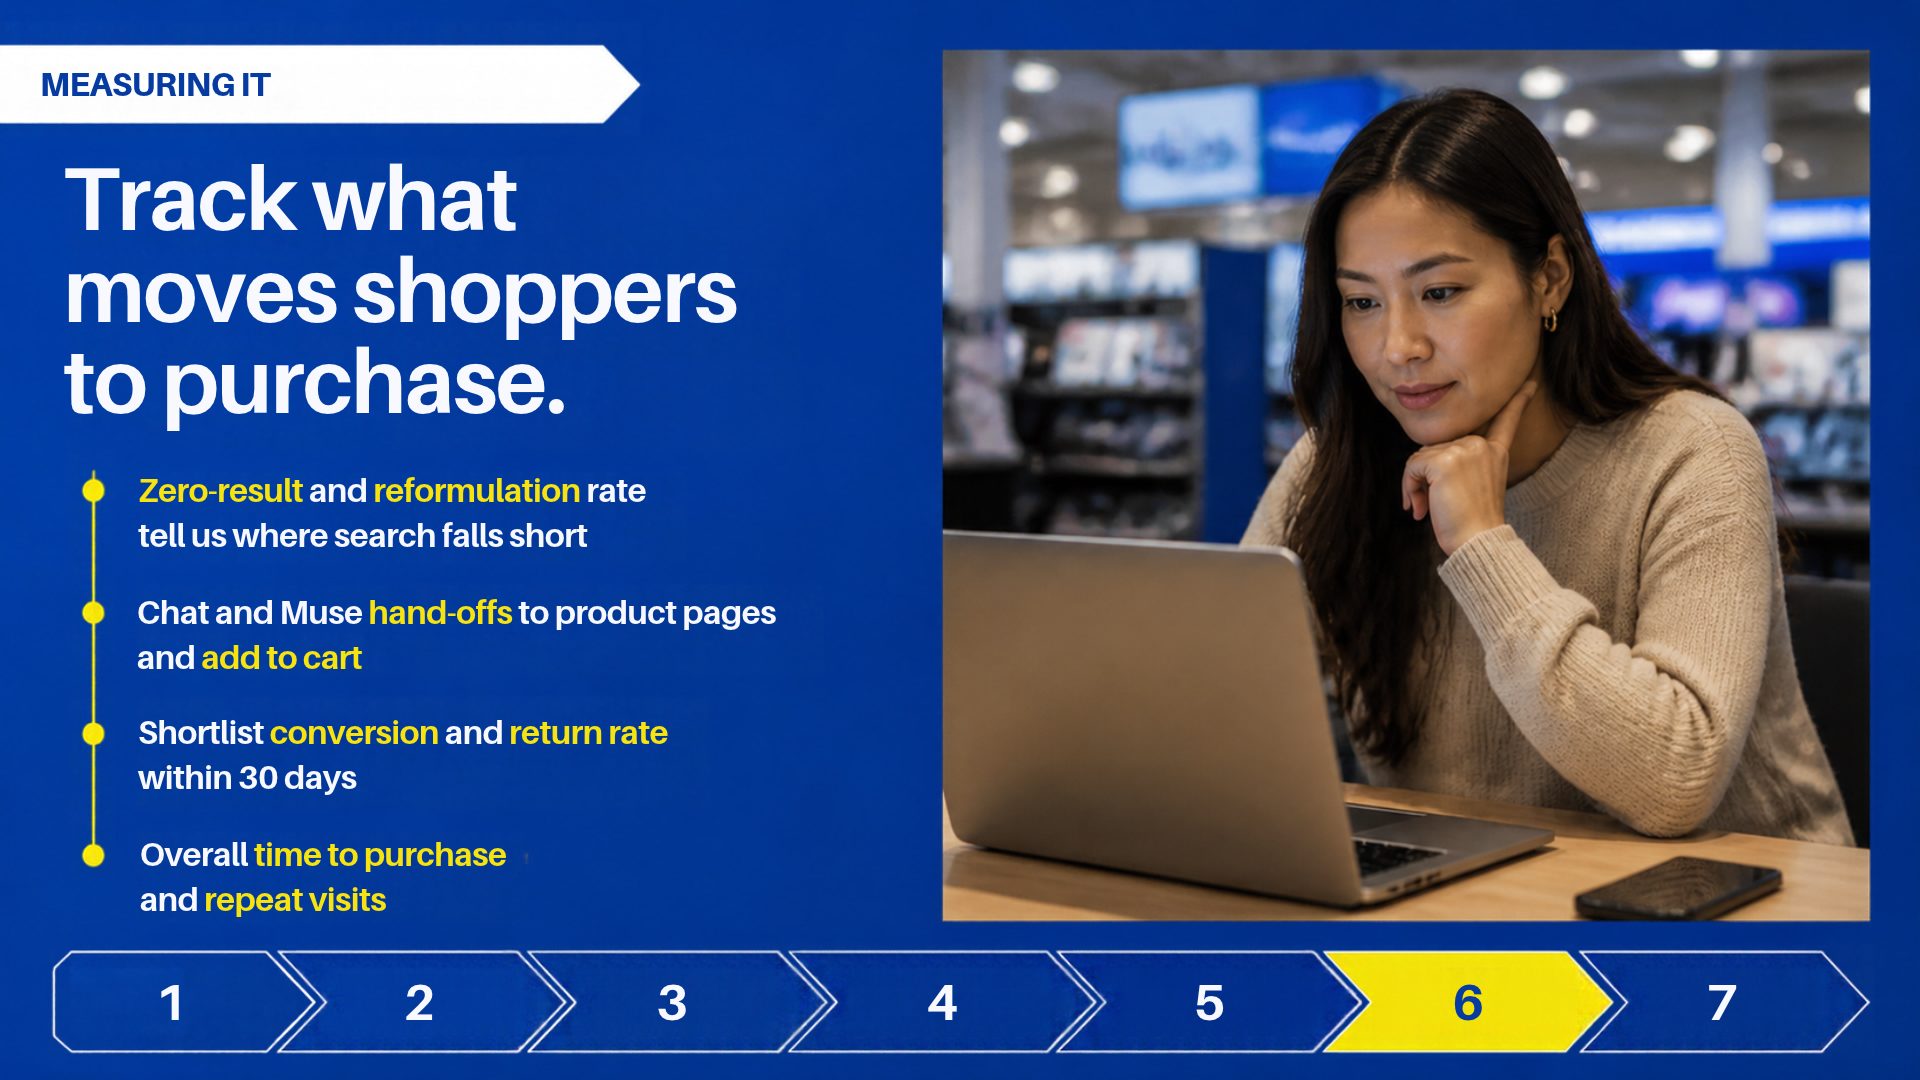 MEASURING IT
Track what
moves shoppers
to purchase.
Zero-result and reformulation rate
tell us where search falls short
Chat and Muse hand-offs to product pages
and add to cart
Shortlist conversion and return rate
within 30 days
Overall time to purchase
and repeat visits
1 2 3 4 5 6 7